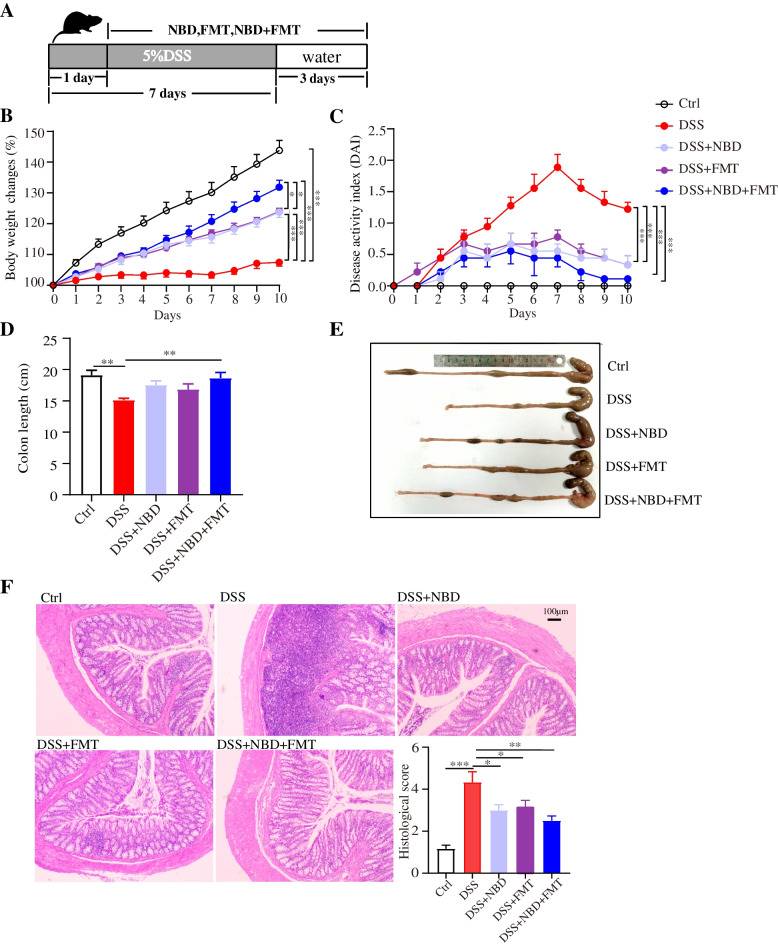 A
NBD,FMT,NBD+FMT
5%DSS
water
1 day
3 days
7 days
B
Body weight changes (%)
150
140
130
120
110
100
0 1 2 3 4 5 6 7 8 9 10
Days
* * *** *** *** ***
C
Disease activity index (DAI)
2.5
2.0
1.5
1.0
0.5
0.0
0 1 2 3 4 5 6 7 8 9 10
Days
*** *** *** ***
Ctrl
DSS
DSS+NBD
DSS+FMT
DSS+NBD+FMT
D
Colon length (cm)
25
20
15
10
5
0
** **
Ctrl
DSS
DSS+NBD
DSS+FMT
DSS+NBD+FMT
E
Ctrl
DSS
DSS+NBD
DSS+FMT
DSS+NBD+FMT
F
Ctrl
DSS
DSS+NBD
100μm
DSS+FMT
DSS+NBD+FMT
Histological score
6
4
2
0
*** * * **
Ctrl
DSS
DSS+NBD
DSS+FMT
DSS+NBD+FMT